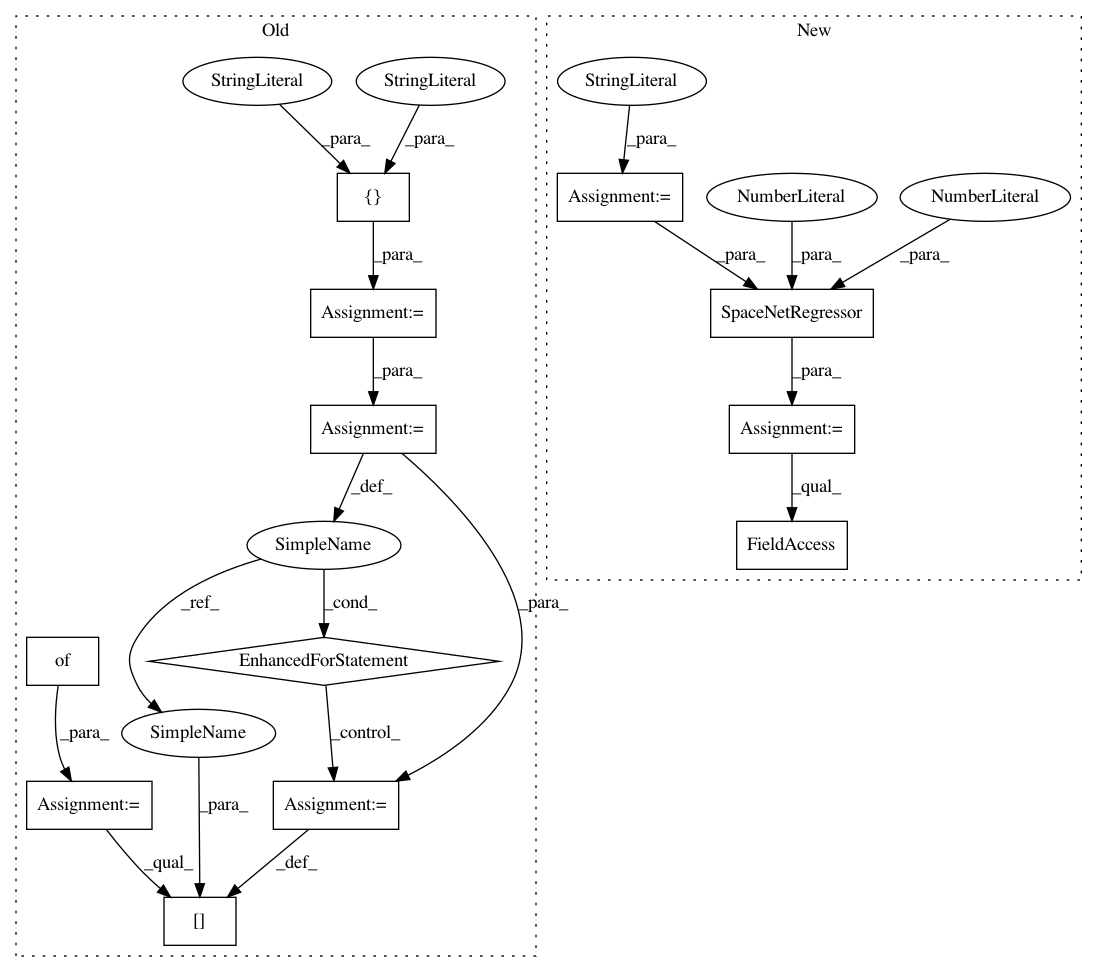 Old
New
StringLiteral
StringLiteral
StringLiteral
_para_
_para_
_para_
{}
Assignment:=
NumberLiteral
NumberLiteral
_para_
_para_
_para_
_para_
Assignment:=
SpaceNetRegressor
_para_
_para_
Assignment:=
Assignment:=
_def_
_qual_
SimpleName
FieldAccess
_ref_
_cond_
_para_
of
EnhancedForStatement
_para_
SimpleName
_control_
Assignment:=
_para_
Assignment:=
_qual_
_def_
[]